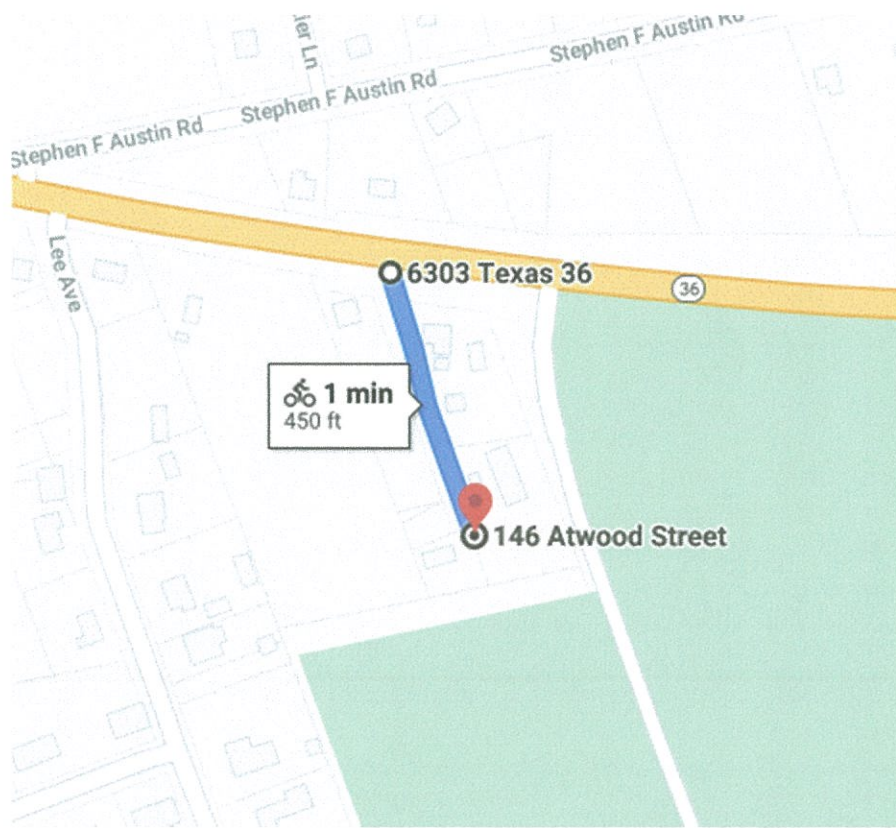 Stephen F Austin Rd
Stephen F Austin Rd
Stephen F Austin Rd
Lee Ave
6303 Texas 36
36
1 min
450 ft
146 Atwood Street